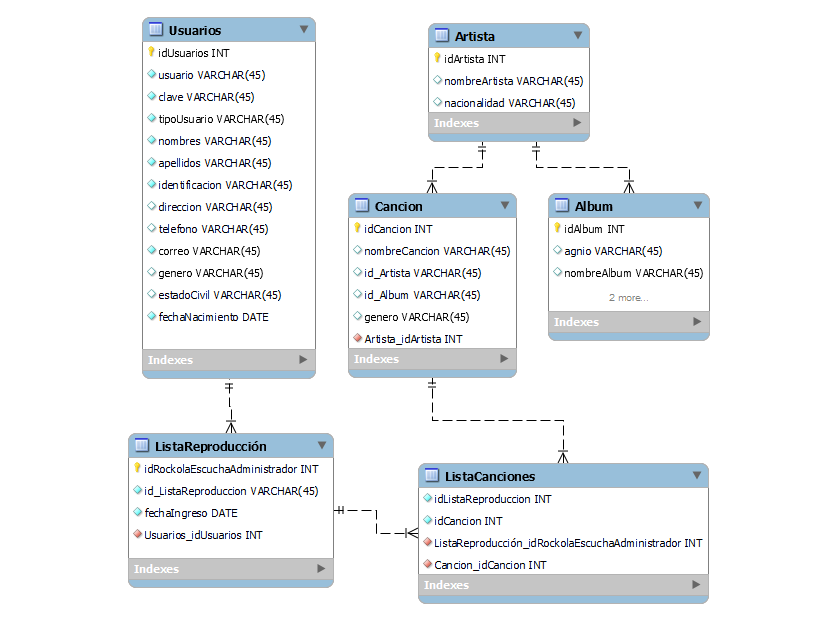 Usuarios
idUsuarios INT
usuario VARCHAR(45)
clave VARCHAR(45)
tipoUsuario VARCHAR(45)
nombres VARCHAR(45)
apellidos VARCHAR(45)
identificacion VARCHAR(45)
direccion VARCHAR(45)
telefono VARCHAR(45)
correo VARCHAR(45)
genero VARCHAR(45)
estadoCivil VARCHAR(45)
fechaNacimiento DATE
Indexes
Artista
idArtista INT
nombreArtista VARCHAR(45)
nacionalidad VARCHAR(45)
Indexes
Cancion
idCancion INT
nombreCancion VARCHAR(45)
id_Artista VARCHAR(45)
id_Album VARCHAR(45)
genero VARCHAR(45)
Artista_idArtista INT
Indexes
Album
idAlbum INT
agnio VARCHAR(45)
nombreAlbum VARCHAR(45)
2 more...
Indexes
ListaReproducción
idRockolaEscuchaAdministrador INT
id_ListaReproduccion VARCHAR(45)
fechaIngreso DATE
Usuarios_idUsuarios INT
Indexes
ListaCanciones
idListaReproduccion INT
idCancion INT
ListaReproducción_idRockolaEscuchaAdministrador INT
Cancion_idCancion INT
Indexes